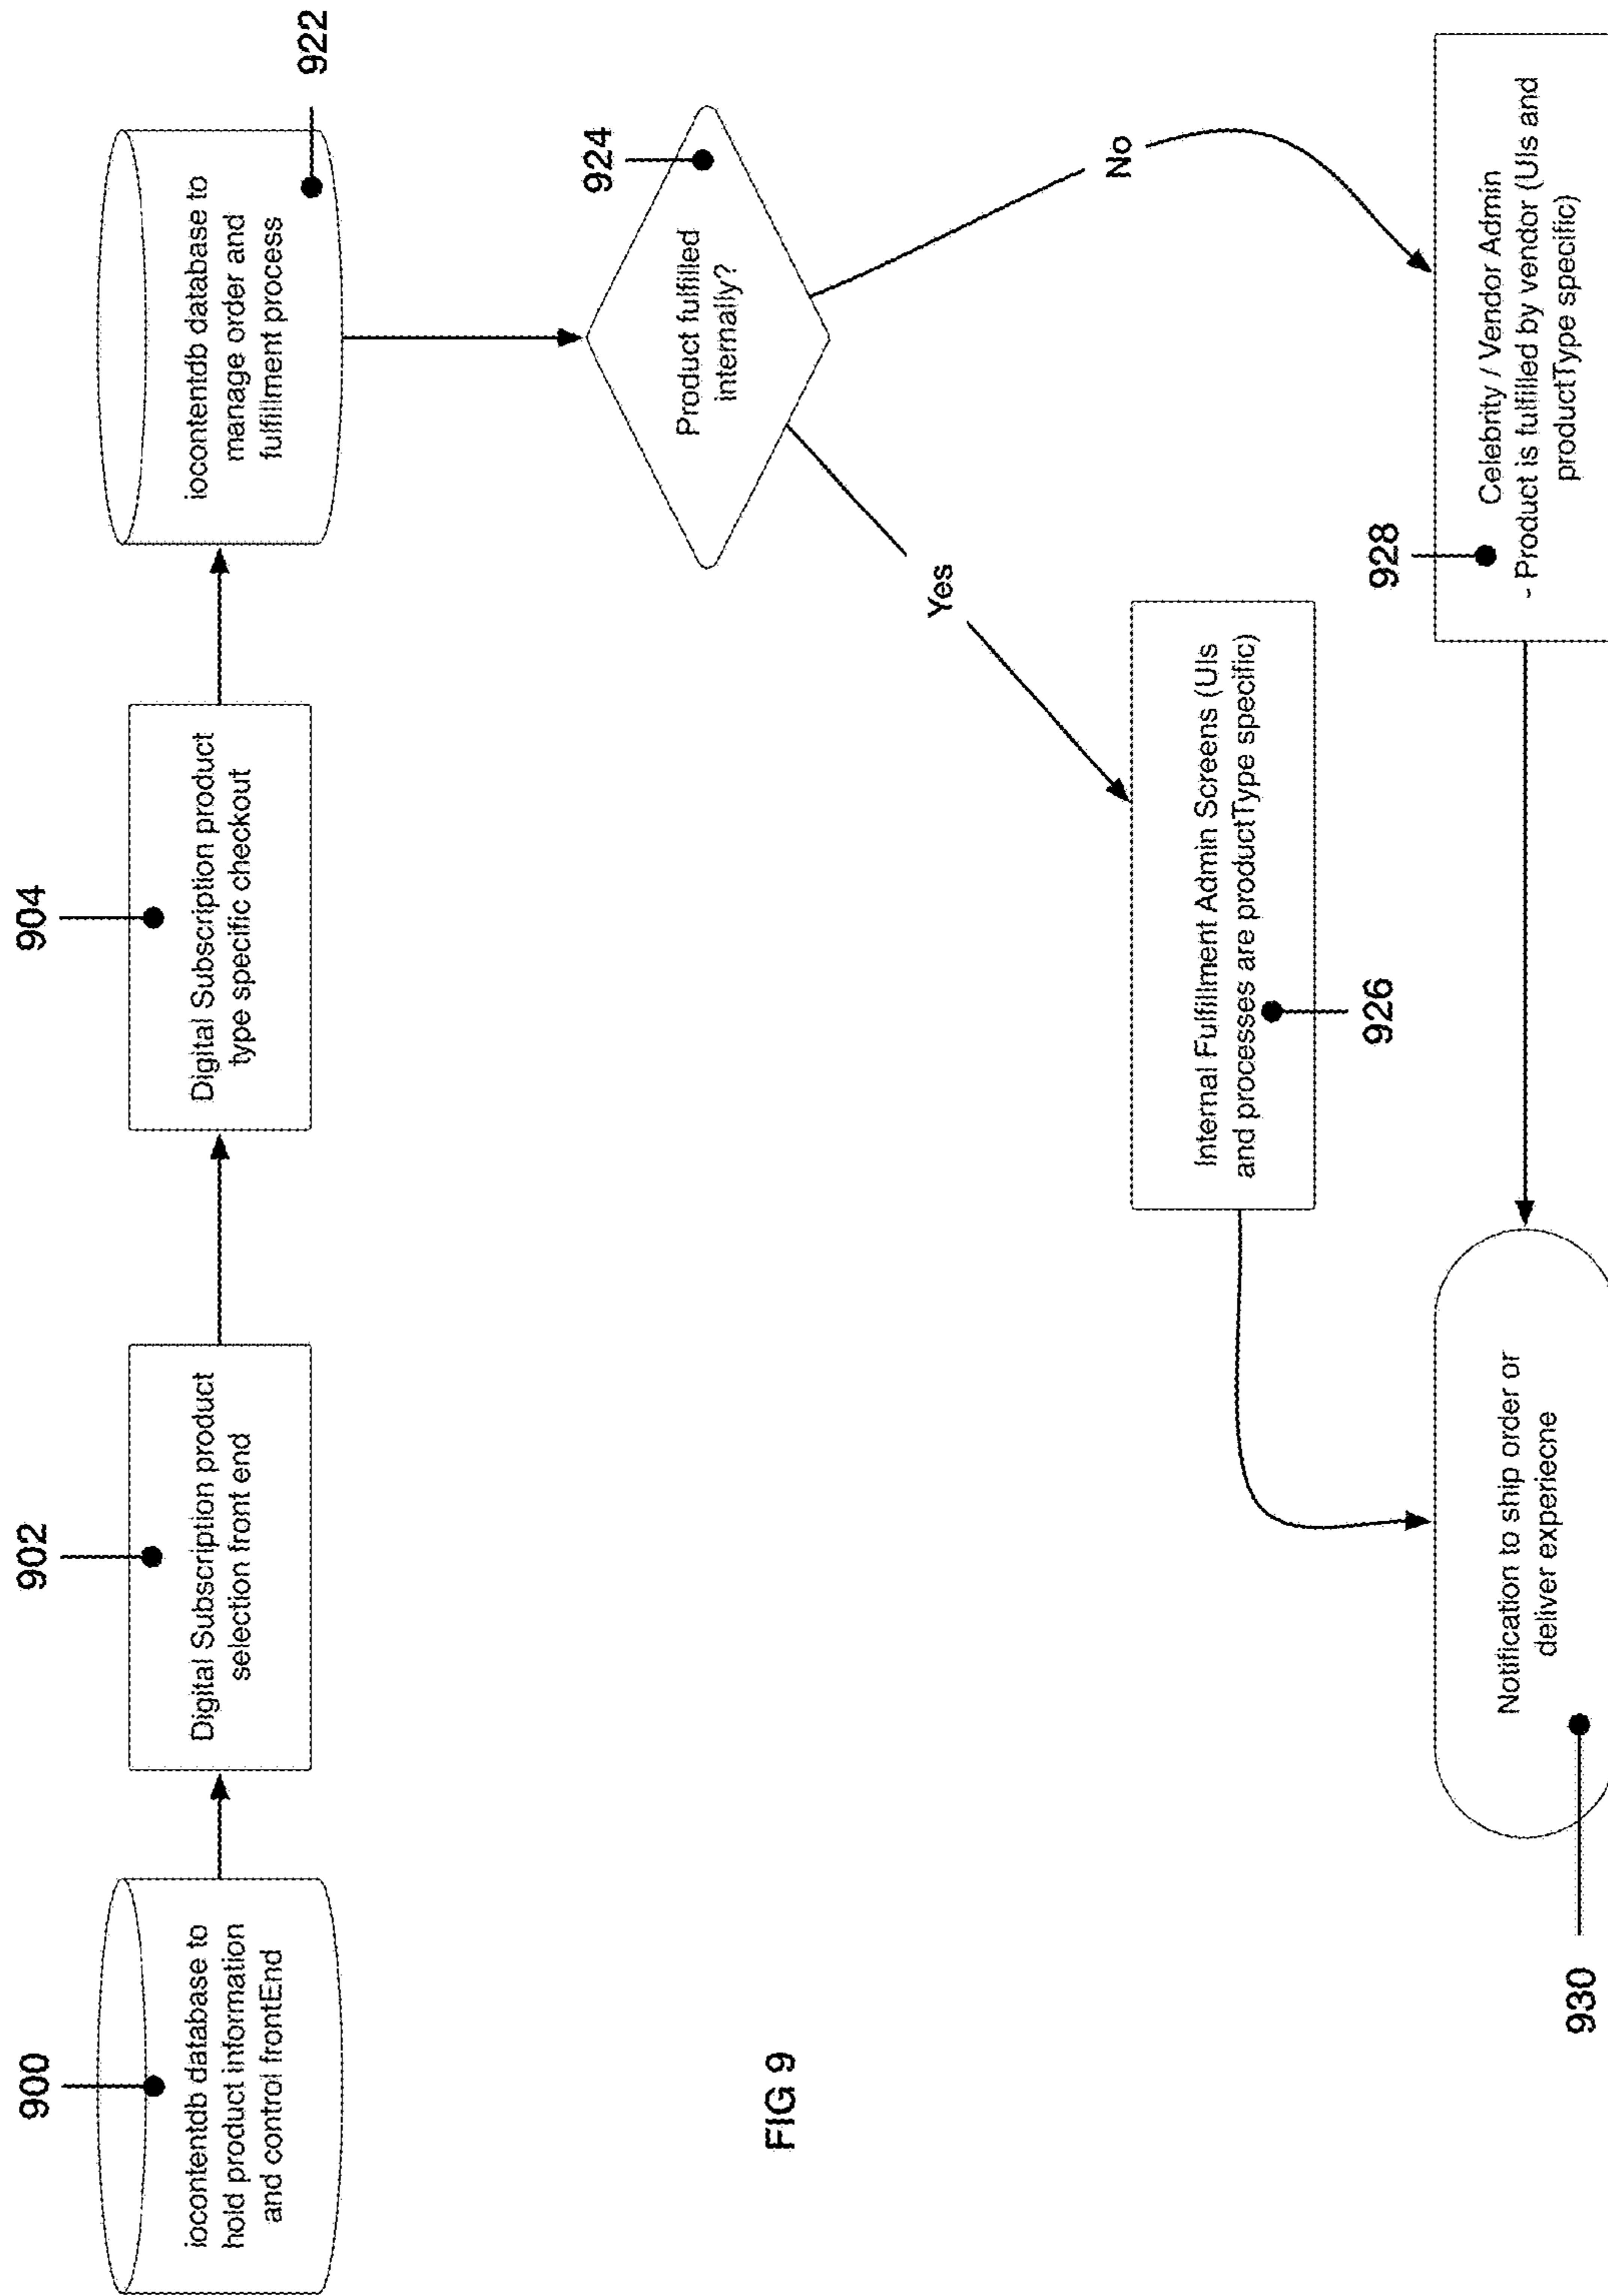 900
iocontentdb database to
hold product information
and control frontEnd
902
Digital Subscription product
selection front end
904
Digital Subscription product
type specific checkout
922
iocontentdb database to
manage order and
fulfillment process
924
Product fulfilled
internally?
Yes
No
Internal Fulfillment Admin Screens (UIs
and processes are productType specific)
926
928
Celebrity / Vendor Admin
- Product is fulfilled by vendor (UIs and
productType specific)
Notification to ship order or
deliver experiecne
930
FIG 9